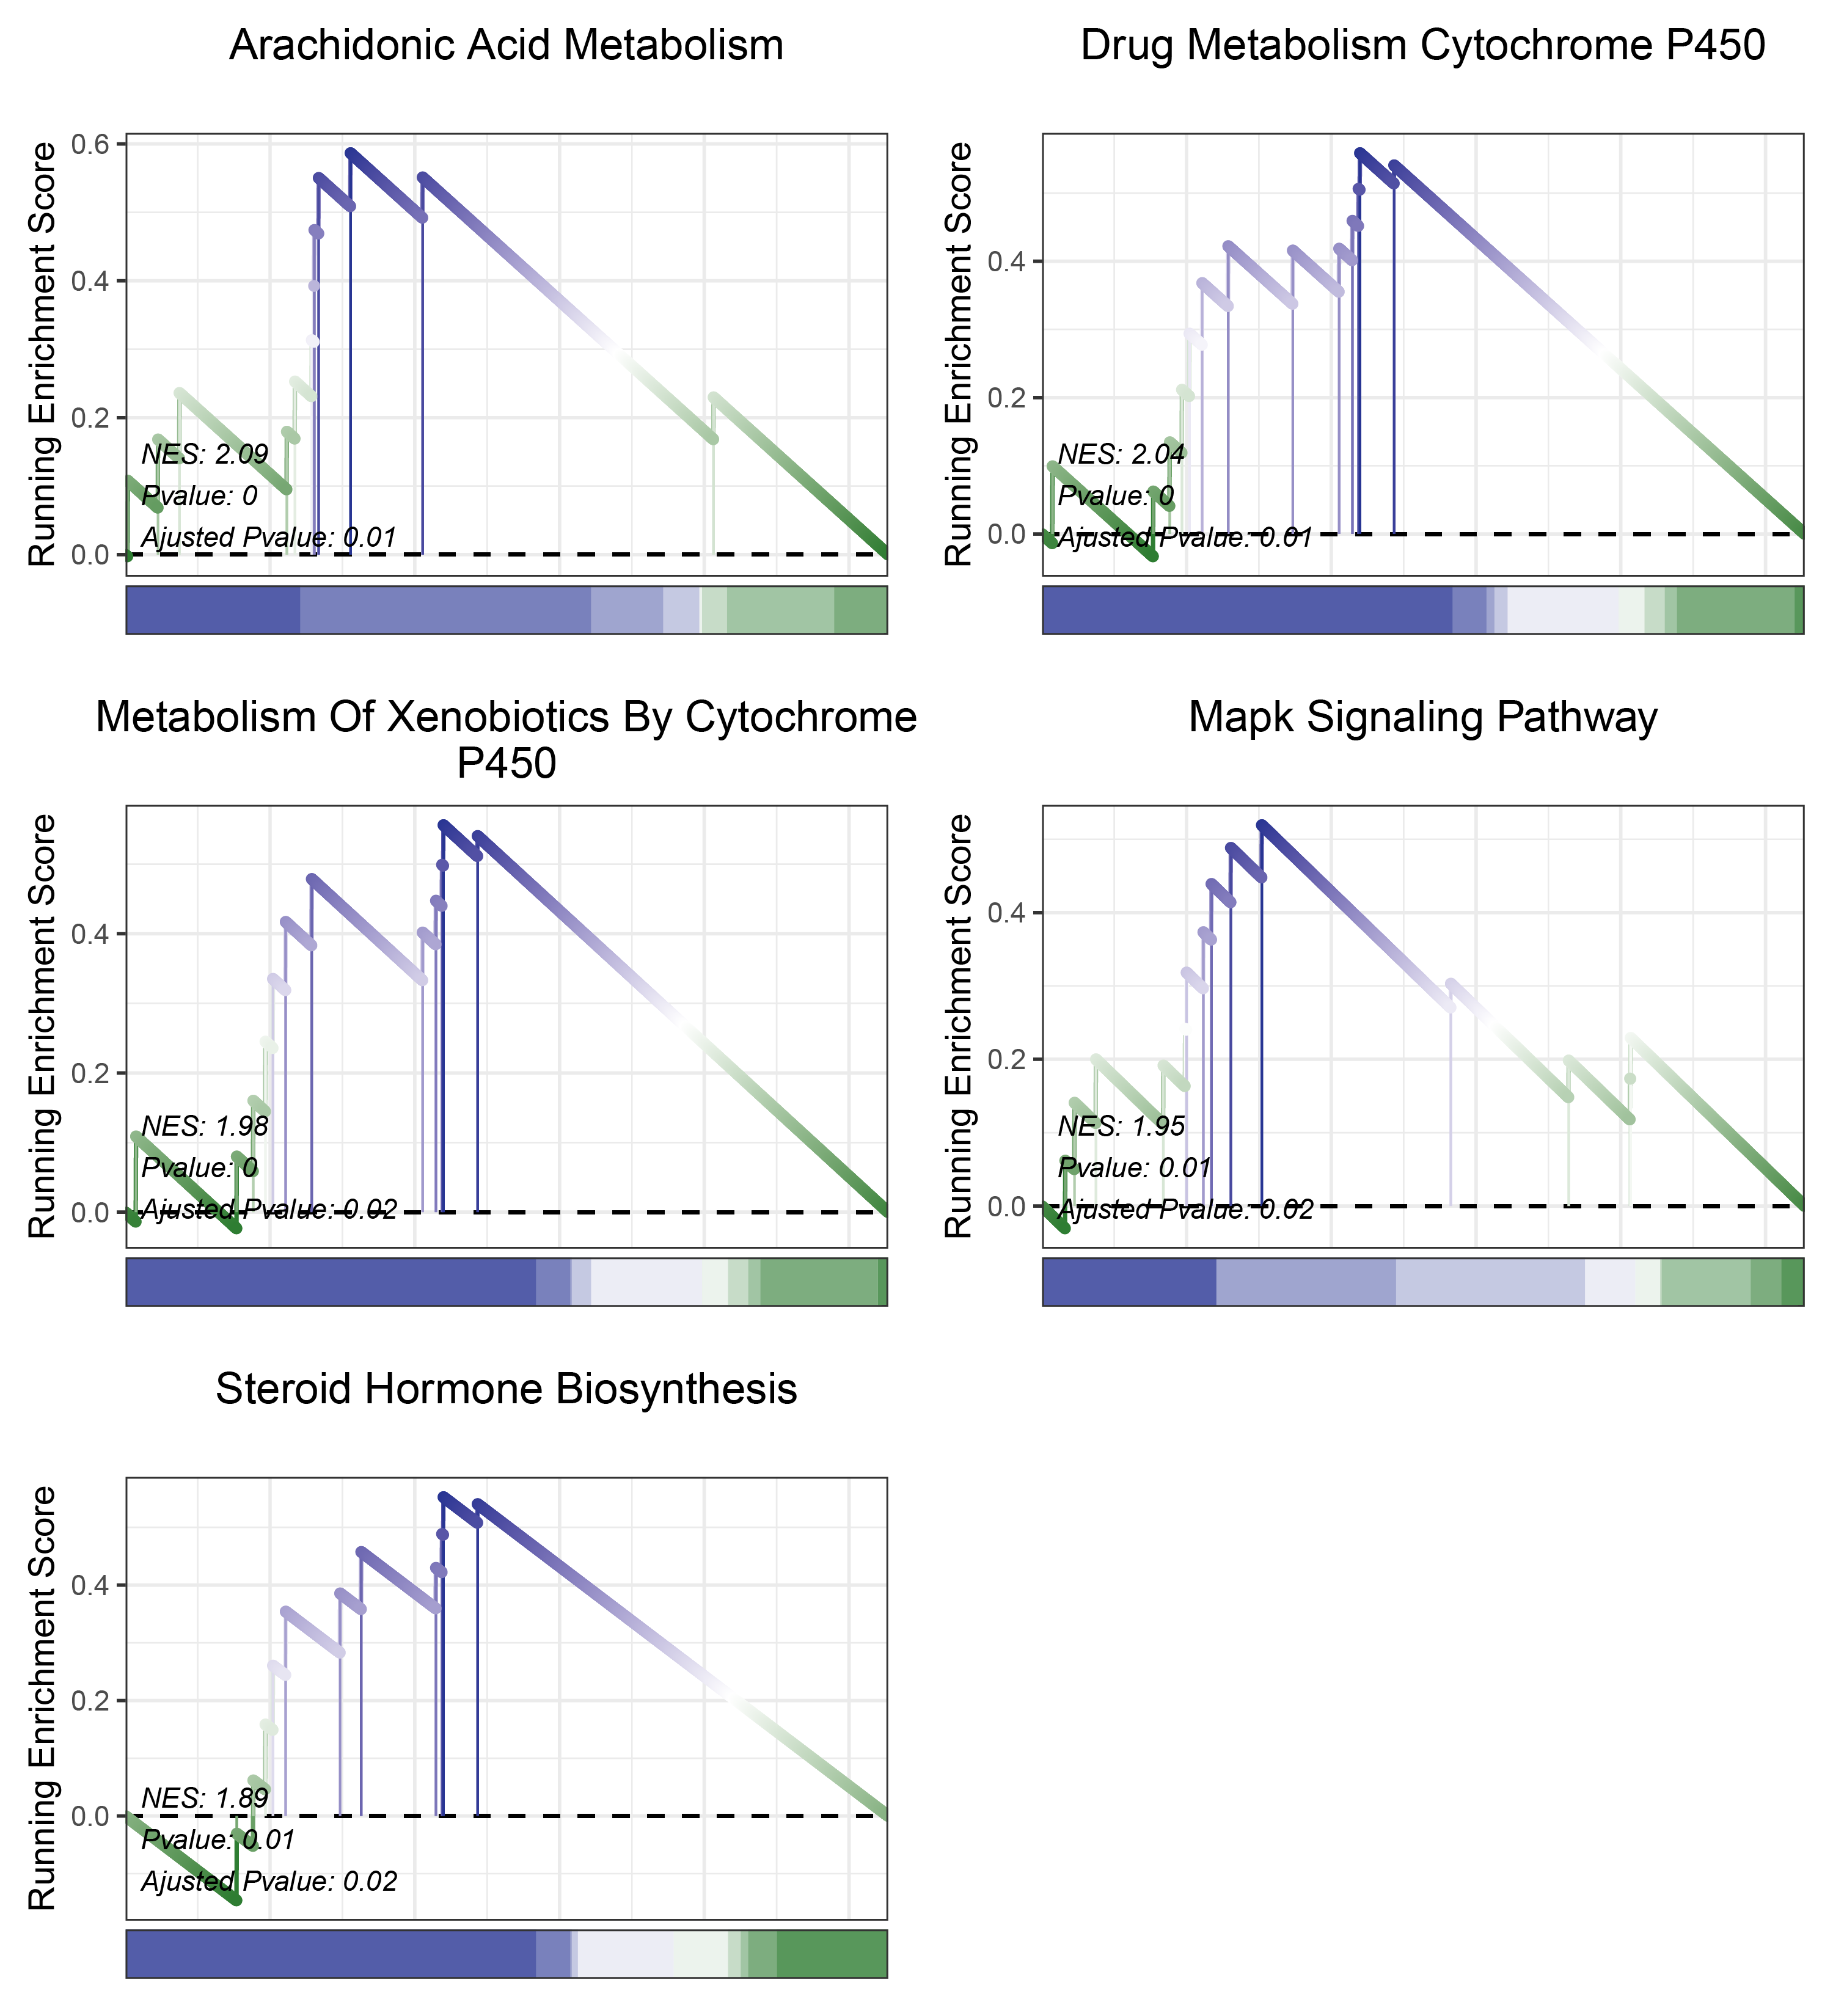 Arachidonic Acid Metabolism
Running Enrichment Score
0.6
0.4
0.2
0.0
NES: 2.09
Pvalue: 0
Ajusted Pvalue: 0.01
Drug Metabolism Cytochrome P450
Running Enrichment Score
0.4
0.2
0.0
NES: 2.04
Pvalue: 0
Ajusted Pvalue: 0.01
Metabolism Of Xenobiotics By Cytochrome
P450
Running Enrichment Score
0.4
0.2
0.0
NES: 1.98
Pvalue: 0
Ajusted Pvalue: 0.02
Mapk Signaling Pathway
Running Enrichment Score
0.4
0.2
0.0
NES: 1.95
Pvalue: 0.01
Ajusted Pvalue: 0.02
Steroid Hormone Biosynthesis
Running Enrichment Score
0.4
0.2
0.0
NES: 1.89
Pvalue: 0.01
Ajusted Pvalue: 0.02